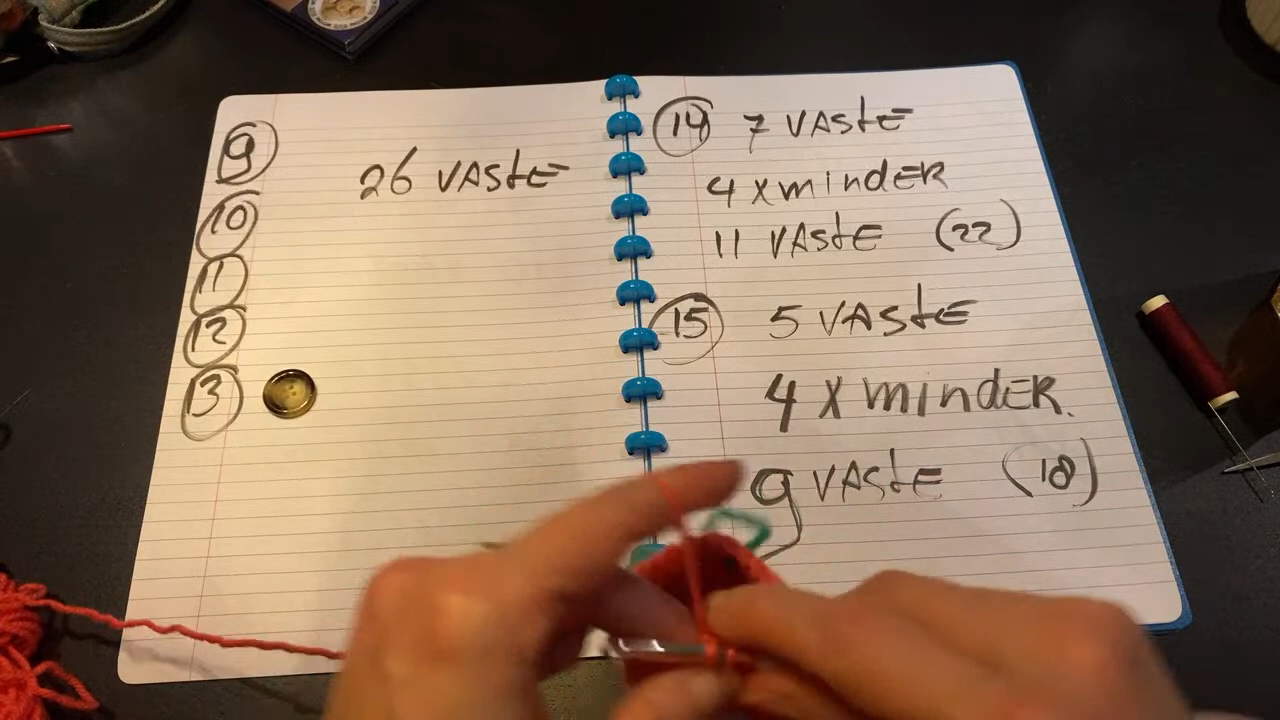 9
26 VASTE
10
11
12
13
14 7 VASTE
4 x minder
11 VASTE (22)
15 5 VASTE
4 x minder.
9 VASTE (18)